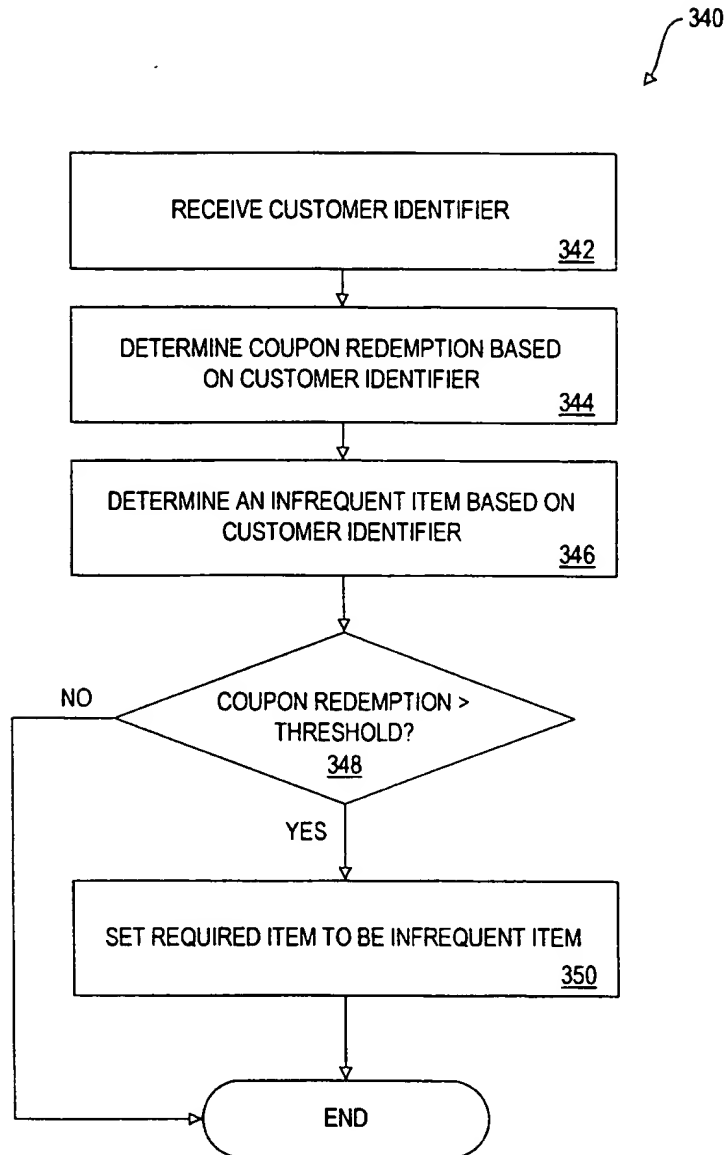 340
RECEIVE CUSTOMER IDENTIFIER
342
DETERMINE COUPON REDEMPTION BASED
ON CUSTOMER IDENTIFIER
344
DETERMINE AN INFREQUENT ITEM BASED ON
CUSTOMER IDENTIFIER
346
NO
COUPON REDEMPTION >
THRESHOLD?
348
YES
SET REQUIRED ITEM TO BE INFREQUENT ITEM
350
END